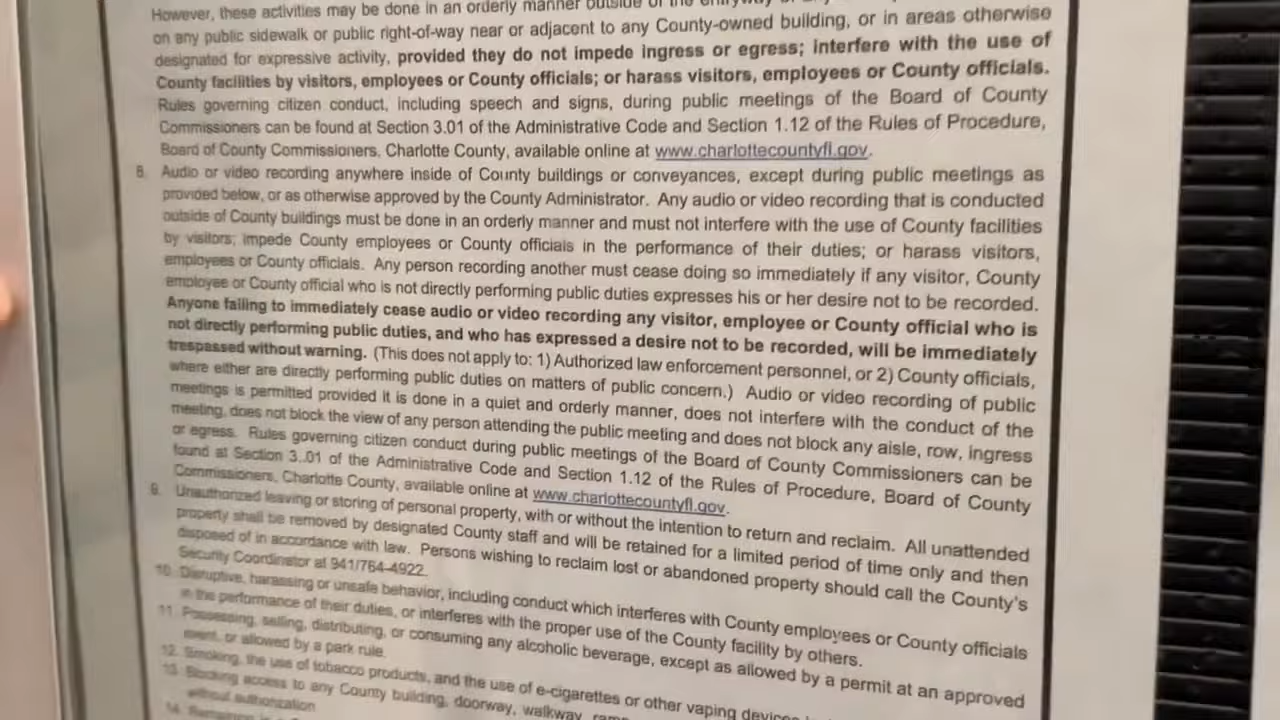 However, these activities may be done in an orderly manner outside of the entryway of any
on any public sidewalk or public right-of-way near or adjacent to any County-owned building, or in areas otherwise
designated for expressive activity, provided they do not impede ingress or egress; interfere with the use of
County facilities by visitors, employees or County officials; or harass visitors, employees or County officials.
Rules governing citizen conduct, including speech and signs, during public meetings of the Board of County
Commissioners can be found at Section 3.01 of the Administrative Code and Section 1.12 of the Rules of Procedure,
Board of County Commissioners, Charlotte County, available online at www.charlottecountyfl.gov.
8. Audio or video recording anywhere inside of County buildings or conveyances, except during public meetings as
provided below, or as otherwise approved by the County Administrator. Any audio or video recording that is conducted
outside of County buildings must be done in an orderly manner and must not interfere with the use of County facilities
by visitors; impede County employees or County officials in the performance of their duties; or harass visitors,
employees or County officials. Any person recording another must cease doing so immediately if any visitor, County
employee or County official who is not directly performing public duties expresses his or her desire not to be recorded.
Anyone failing to immediately cease audio or video recording any visitor, employee or County official who is
not directly performing public duties, and who has expressed a desire not to be recorded, will be immediately
trespassed without warning. (This does not apply to: 1) Authorized law enforcement personnel, or 2) County officials,
where either are directly performing public duties on matters of public concern.) Audio or video recording of public
meetings is permitted provided it is done in a quiet and orderly manner, does not interfere with the conduct of the
meeting, does not block the view of any person attending the public meeting and does not block any aisle, row, ingress
or egress. Rules governing citizen conduct during public meetings of the Board of County Commissioners can be
found at Section 3..01 of the Administrative Code and Section 1.12 of the Rules of Procedure, Board of County
Commissioners, Charlotte County, available online at www.charlottecountyfl.gov.
9. Unauthorized leaving or storing of personal property, with or without the intention to return and reclaim. All unattended
property shall be removed by designated County staff and will be retained for a limited period of time only and then
disposed of in accordance with law. Persons wishing to reclaim lost or abandoned property should call the County's
Security Coordinator at 941/764-4922.
10. Disruptive, harassing or unsafe behavior, including conduct which interferes with County employees or County officials
in the performance of their duties, or interferes with the proper use of the County facility by others.
11. Possessing, selling, distributing, or consuming any alcoholic beverage, except as allowed by a permit at an approved
event, or allowed by a park rule.
12. Smoking, the use of tobacco products, and the use of e-cigarettes or other vaping devices
13. Blocking access to any County building, doorway, walkway,
without authorization
14. Remaining